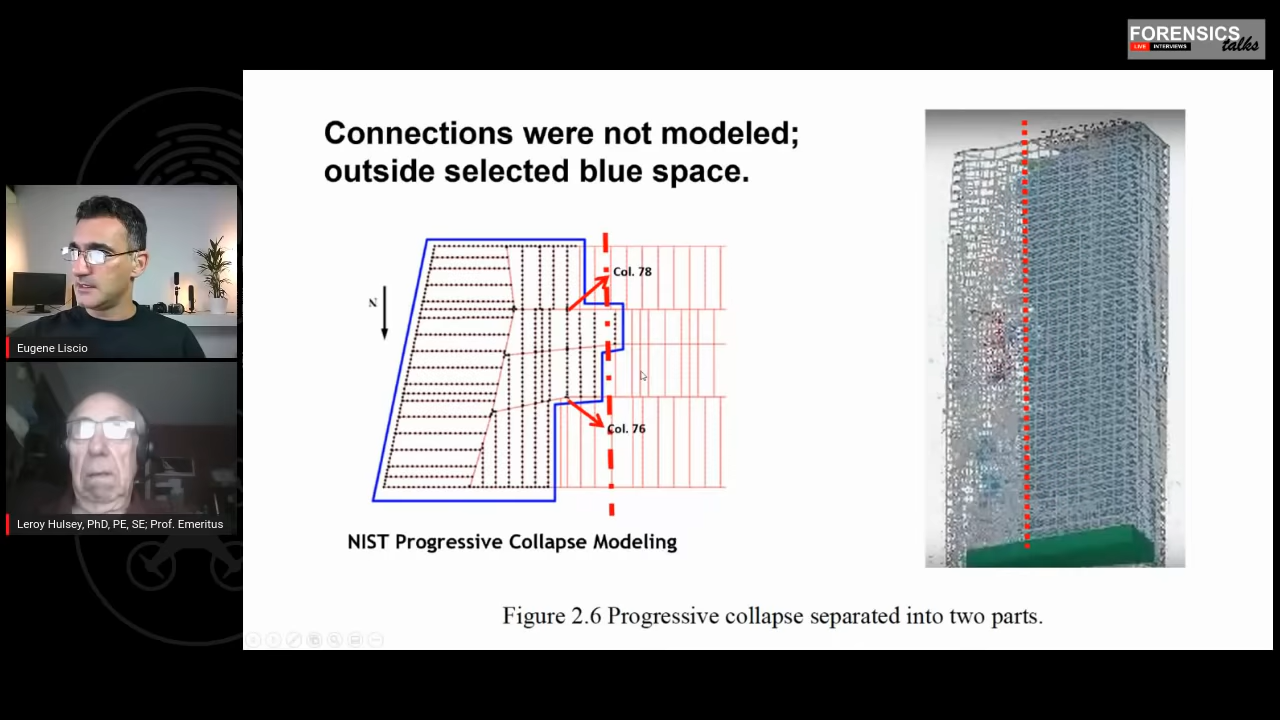 FORENSICS
LIVE INTERVIEWS talks
Connections were not modeled;
outside selected blue space.
Col. 78
N
Col. 76
NIST Progressive Collapse Modeling
Figure 2.6 Progressive collapse separated into two parts.
Eugene Liscio
Leroy Hulsey, PhD, PE, SE; Prof. Emeritus